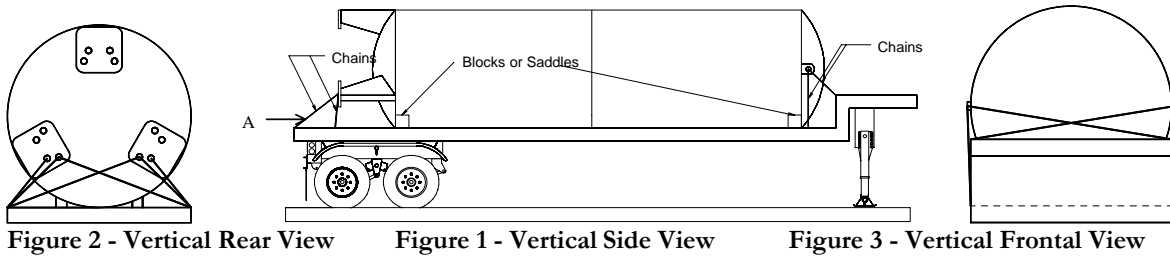 Chains
Blocks or Saddles
Chains
A
Figure 2 - Vertical Rear View
Figure 1 - Vertical Side View
Figure 3 - Vertical Frontal View